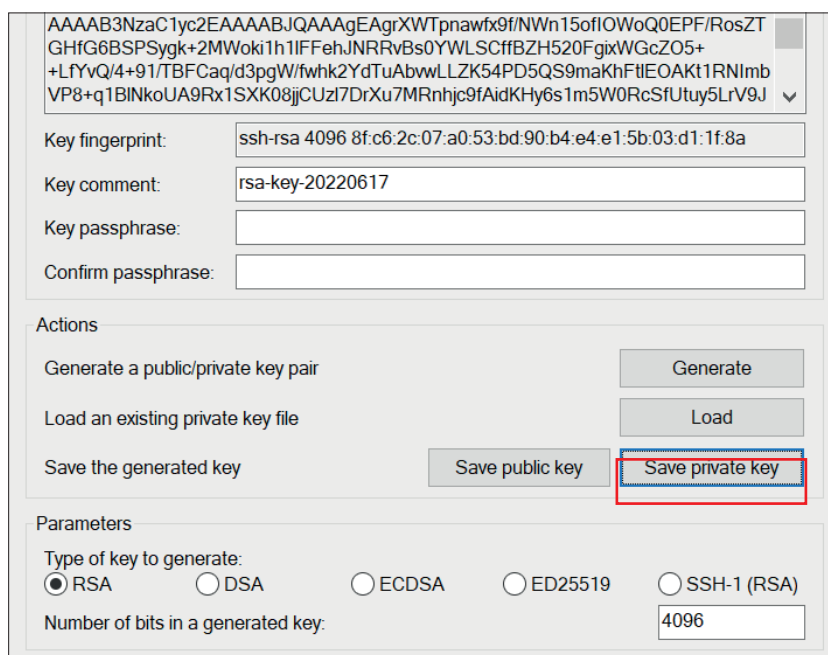 AAAAB3NzaC1yc2EAAAABJQAAAgEAgrXWTpnawfx9f/NWn15ofIOWoQ0EPF/RosZT
GHfG6BSPSygk+2MWoki1h1lFFehJNRRvBs0YWLSCffBZH520FgixWGcZO5+
+LfYvQ/4+91/TBFCaq/d3pgW/fwhk2YdTuAbvwLLZK54PD5QS9maKhFtlEOAKt1RNImb
VP8+q1BlNkoUA9Rx1SXK08jjCUzl7DrXu7MRnhjc9fAidKHy6s1m5W0RcSfUtuy5LrV9J
Key fingerprint: ssh-rsa 4096 8f:c6:2c:07:a0:53:bd:90:b4:e4:e1:5b:03:d1:1f:8a
Key comment: rsa-key-20220617
Key passphrase:
Confirm passphrase:
Actions
Generate a public/private key pair Generate
Load an existing private key file Load
Save the generated key Save public key Save private key
Parameters
Type of key to generate:
RSA DSA ECDSA ED25519 SSH-1 (RSA)
Number of bits in a generated key: 4096